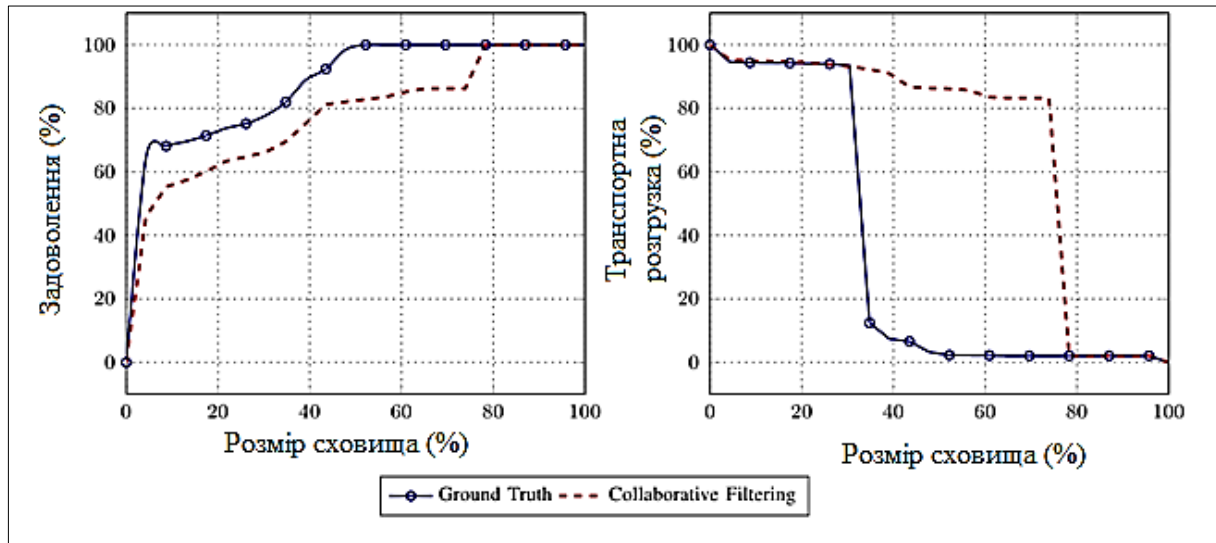 100
80
60
40
20
0
Задоволення (%)
0 20 40 60 80 100
Розмір сховища (%)
100
80
60
40
20
0
Транспортна
розгрузка (%)
0 20 40 60 80 100
Розмір сховища (%)
Ground Truth Collaborative Filtering